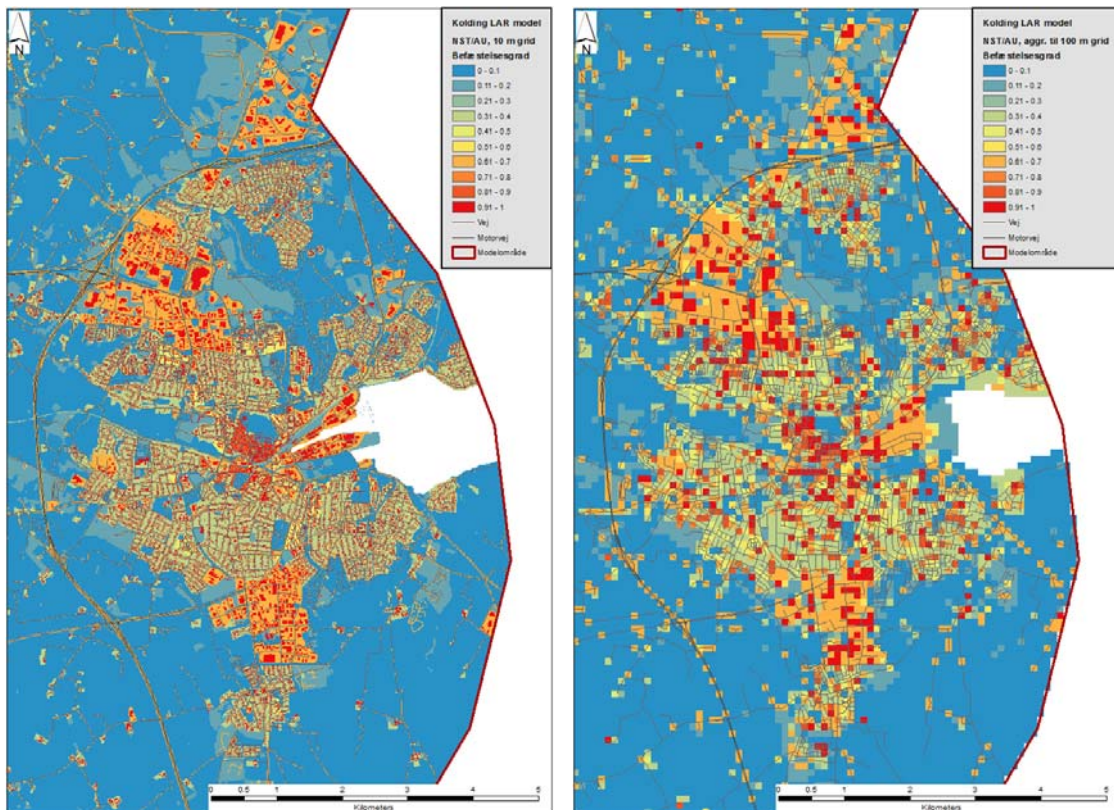 N
Kolding LAR model
NST/AU, 10 m grid
Befæstelsesgrad
0 - 0.1
0.11 - 0.2
0.21 - 0.3
0.31 - 0.4
0.41 - 0.5
0.51 - 0.6
0.61 - 0.7
0.71 - 0.8
0.81 - 0.9
0.91 - 1
Vej
Motorvej
Modelområde
0 0.5 1 2 3 4 5
Kilometers
N
Kolding LAR model
NST/AU, aggr. til 100 m grid
Befæstelsesgrad
0 - 0.1
0.11 - 0.2
0.21 - 0.3
0.31 - 0.4
0.41 - 0.5
0.51 - 0.6
0.61 - 0.7
0.71 - 0.8
0.81 - 0.9
0.91 - 1
Vej
Motorvej
Modelområde
0 0.5 1 2 3 4 5
Kilometers